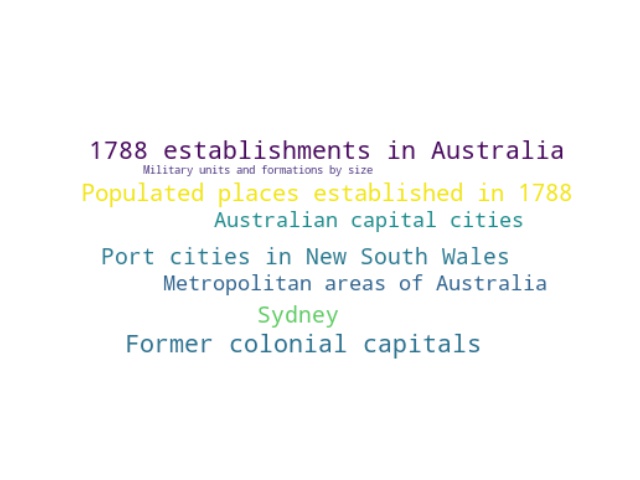 1788 establishments in Australia
Military units and formations by size
Populated places established in 1788
Australian capital cities
Port cities in New South Wales
Metropolitan areas of Australia
Sydney
Former colonial capitals